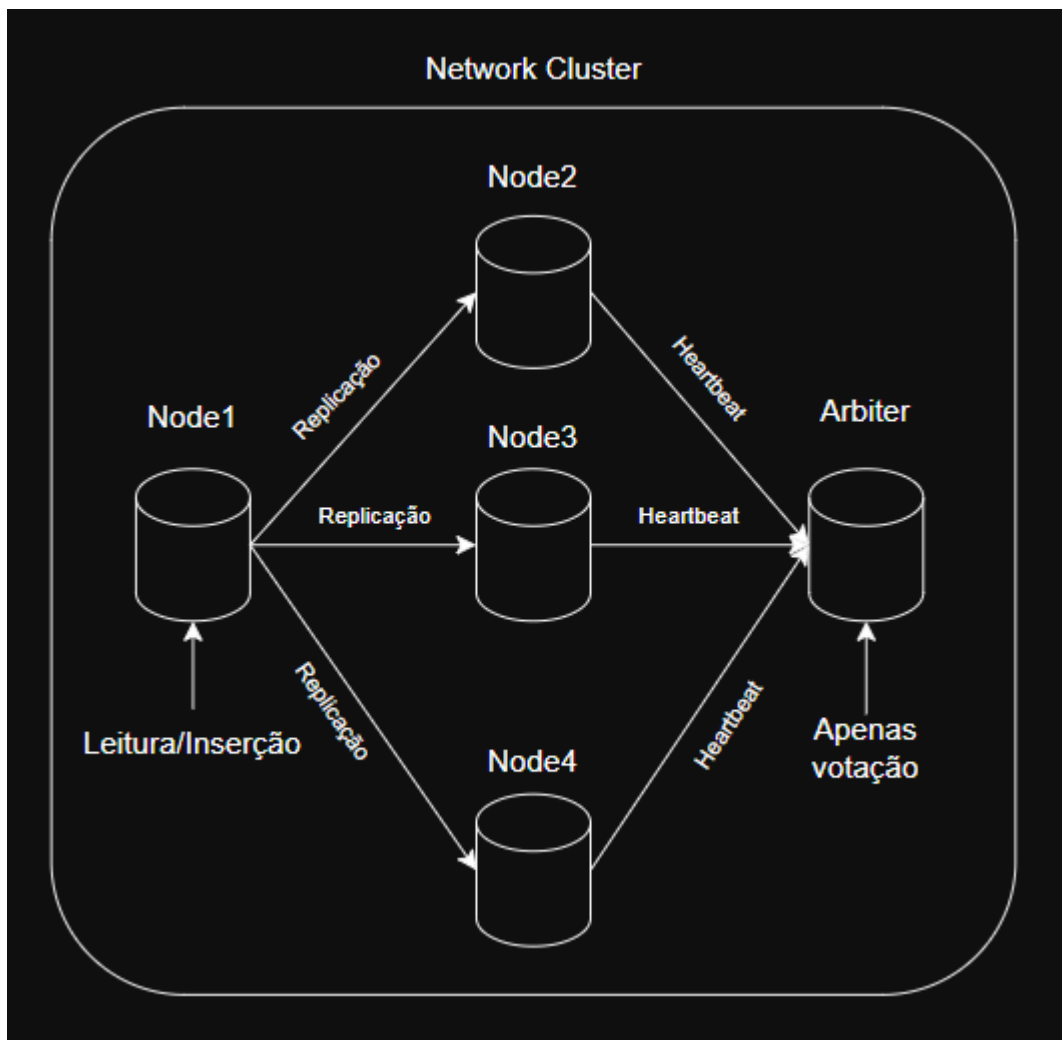 Network Cluster
Node2
Replicação
Heartbeat
Node1
Node3
Arbiter
Replicação
Heartbeat
Replicação
Heartbeat
Leitura/Inserção
Node4
Apenas
votação